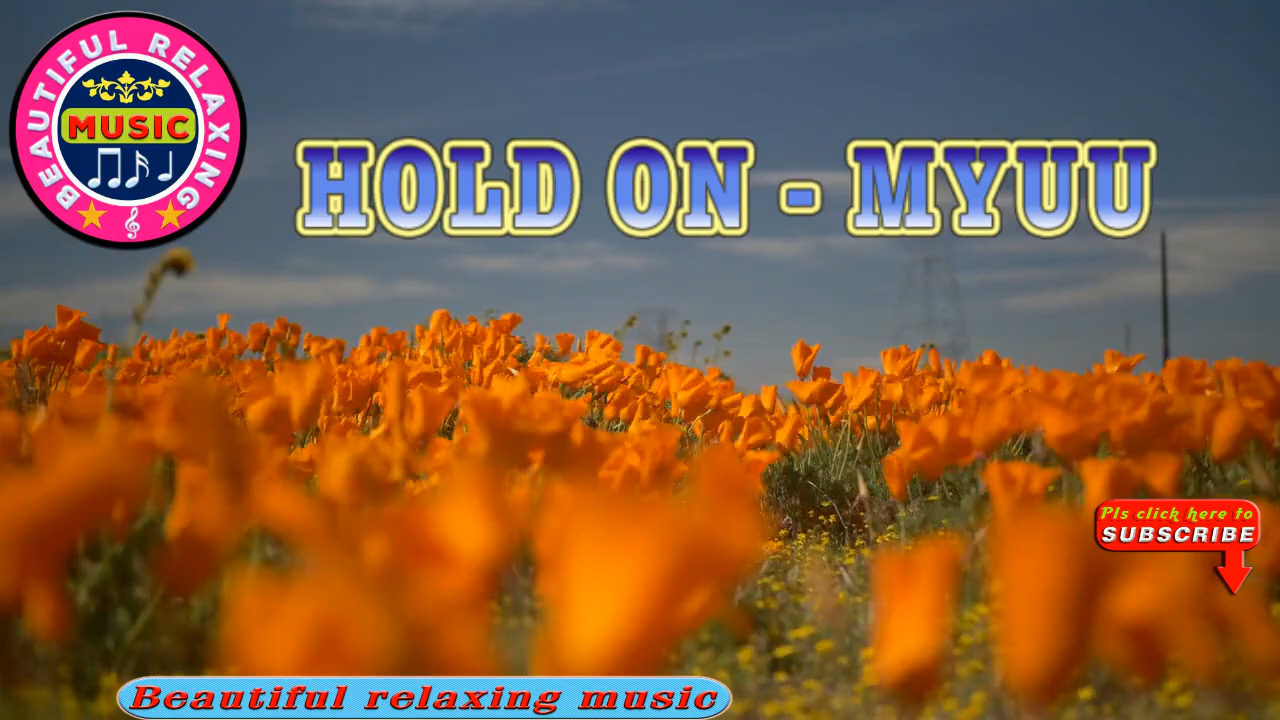 BEAUTIFUL RELAXING
MUSIC
HOLD ON - MYUU
Pls click here to
SUBSCRIBE
Beautiful relaxing music